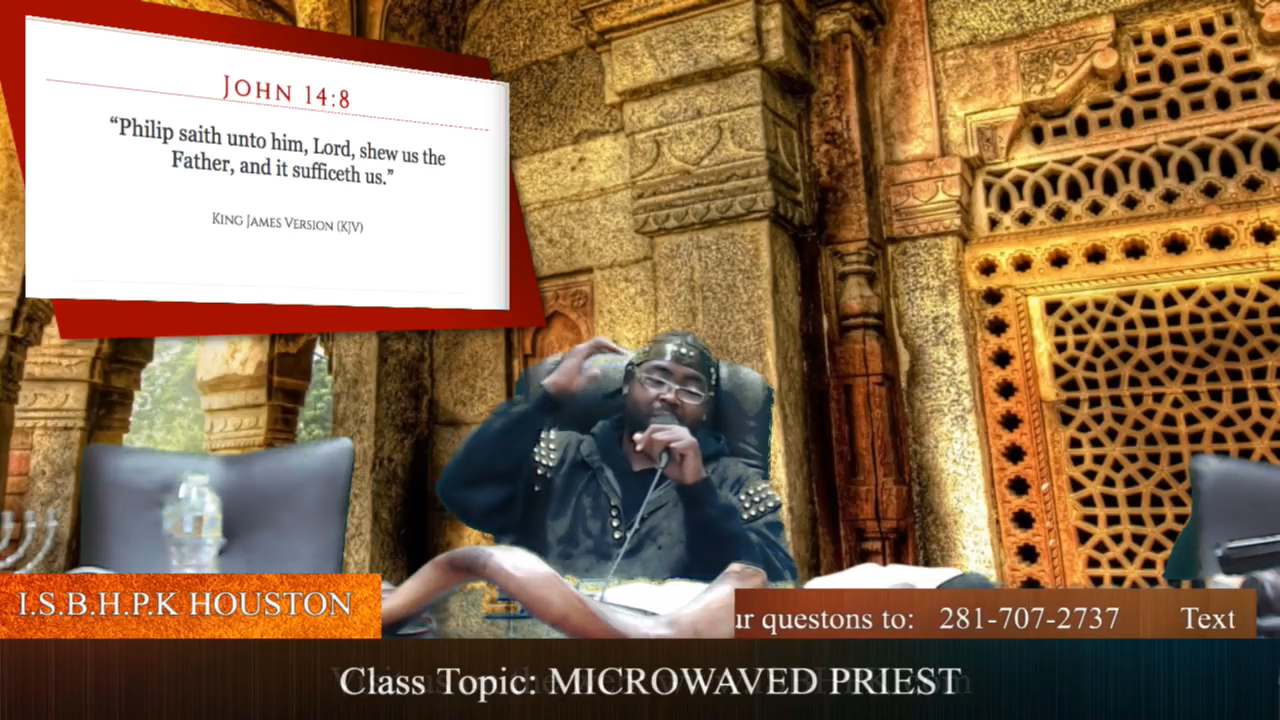 JOHN 14:8
“Philip saith unto him, Lord, shew us the
Father, and it sufficeth us.”
KING JAMES VERSION (KJV)
I.S.B.H.P.K HOUSTON
ur questons to: 281-707-2737 Text
Class Topic: MICROWAVED PRIEST